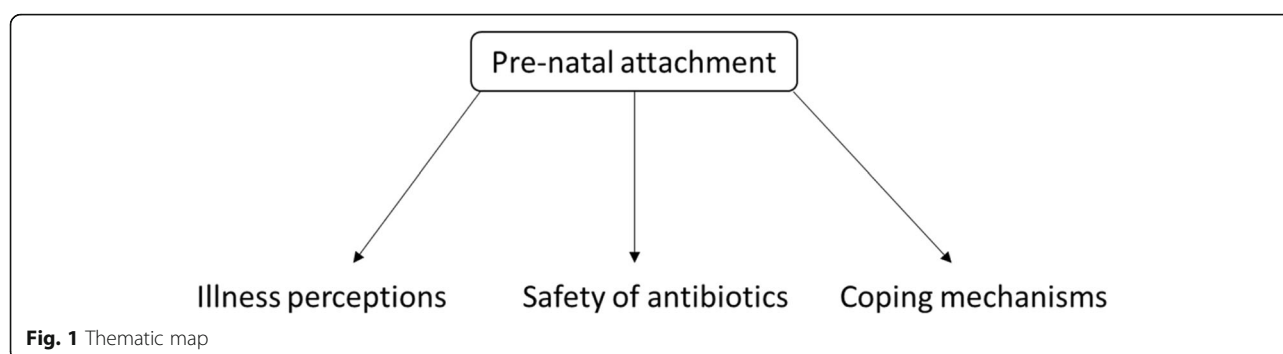 Pre-natal attachment
Illness perceptions Safety of antibiotics Coping mechanisms
Fig. 1 Thematic map